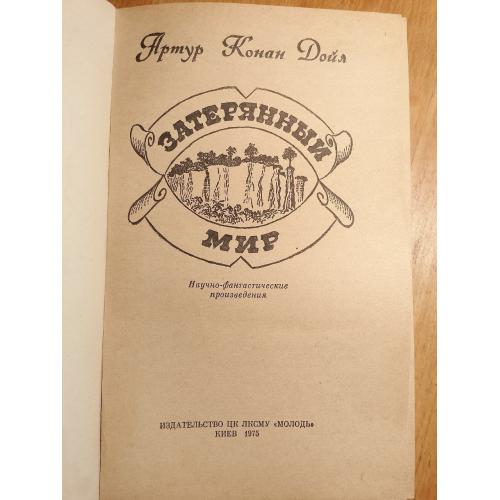 Артур Конан Дойл
ЗАТЕРЯННЫЙ
МИР
Научно-фантастические
произведения
ИЗДАТЕЛЬСТВО ЦК ЛКСМУ «МОЛОДЬ»
КИЕВ 1975